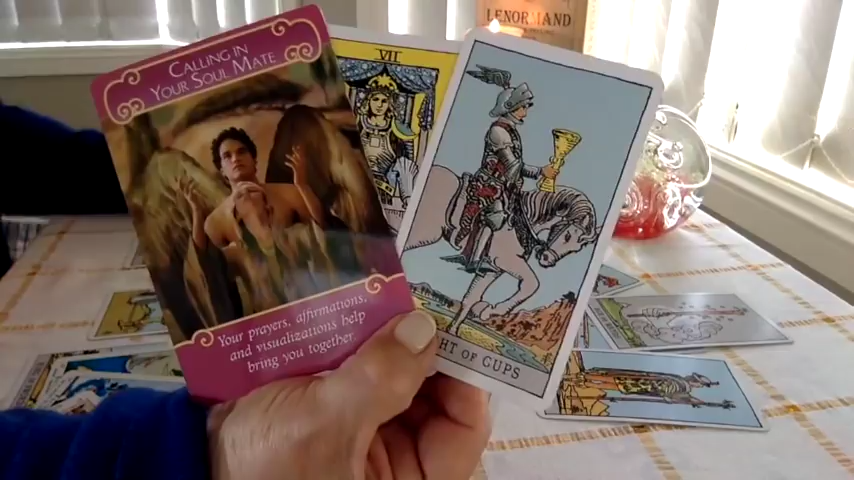 LENORMAND
CALLING IN
YOUR SOUL MATE
VII
Your prayers, affirmations,
and visualizations help
bring you together.
HT OF CUPS